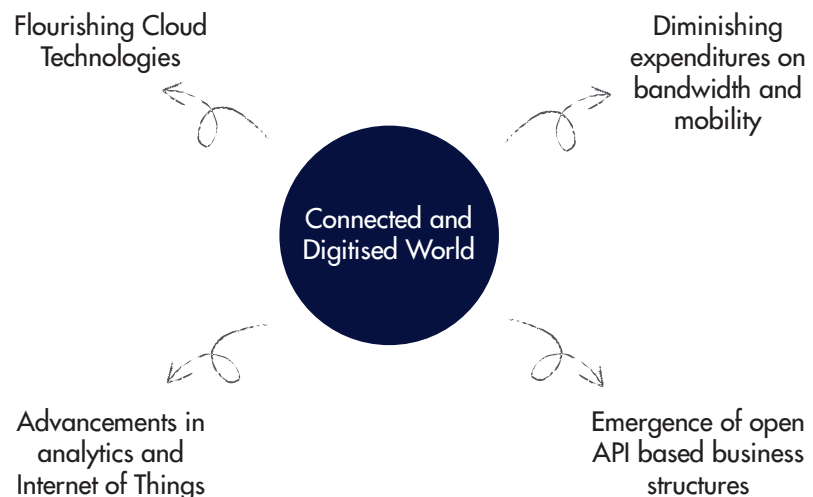 Flourishing Cloud
Technologies
Diminishing
expenditures on
bandwidth and
mobility
Connected and
Digitised World
Advancements in
analytics and
Internet of Things
Emergence of open
API based business
structures